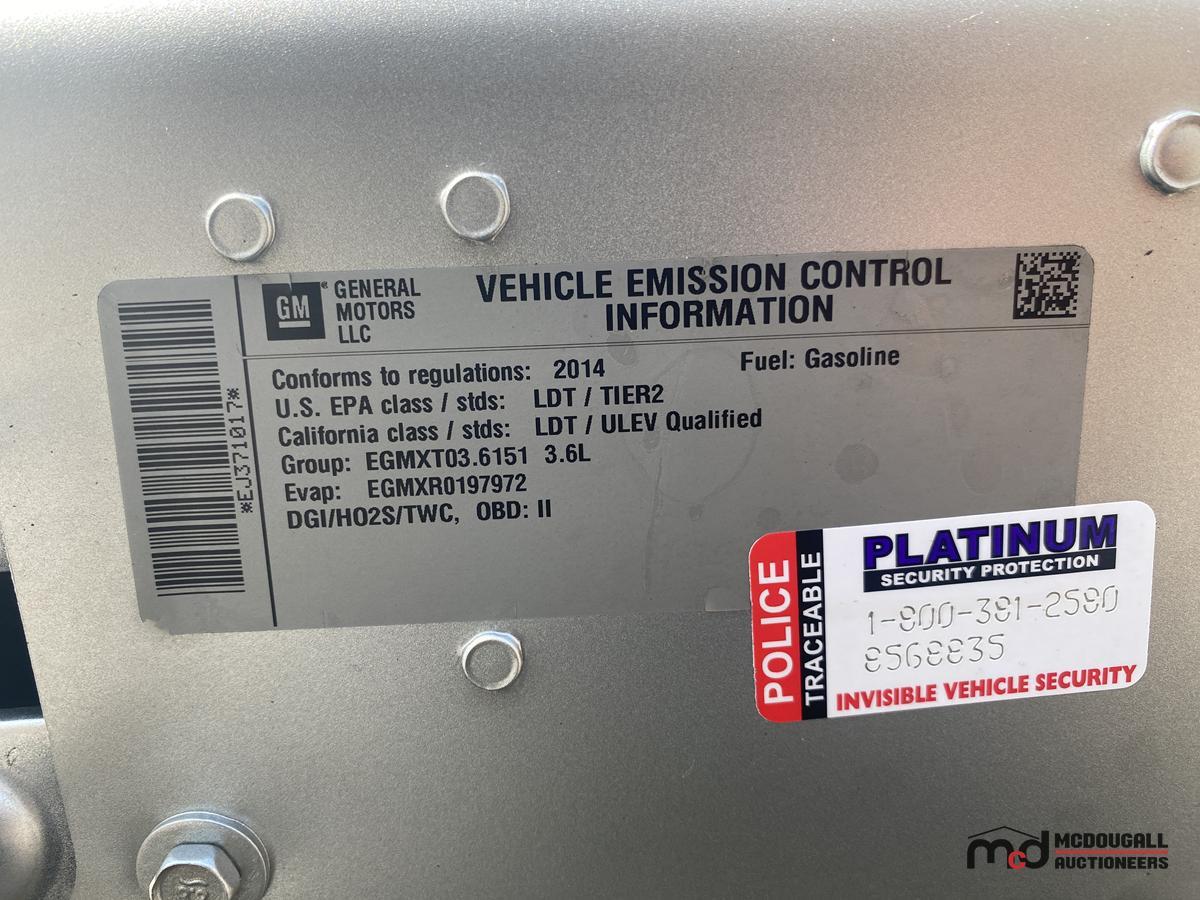 GM
GENERAL
MOTORS
LLC
VEHICLE EMISSION CONTROL
INFORMATION
*EJ371017*
Conforms to regulations: 2014
Fuel: Gasoline
U.S. EPA class / stds: LDT / TIER2
California class / stds: LDT / ULEV Qualified
Group: EGMXT03.6151 3.6L
Evap: EGMXR0197972
DGI/HO2S/TWC, OBD: II
POLICE
TRACEABLE
PLATINUM
SECURITY PROTECTION
1-800-381-2580
8568835
INVISIBLE VEHICLE SECURITY
mcd
MCDOUGALL
AUCTIONEERS